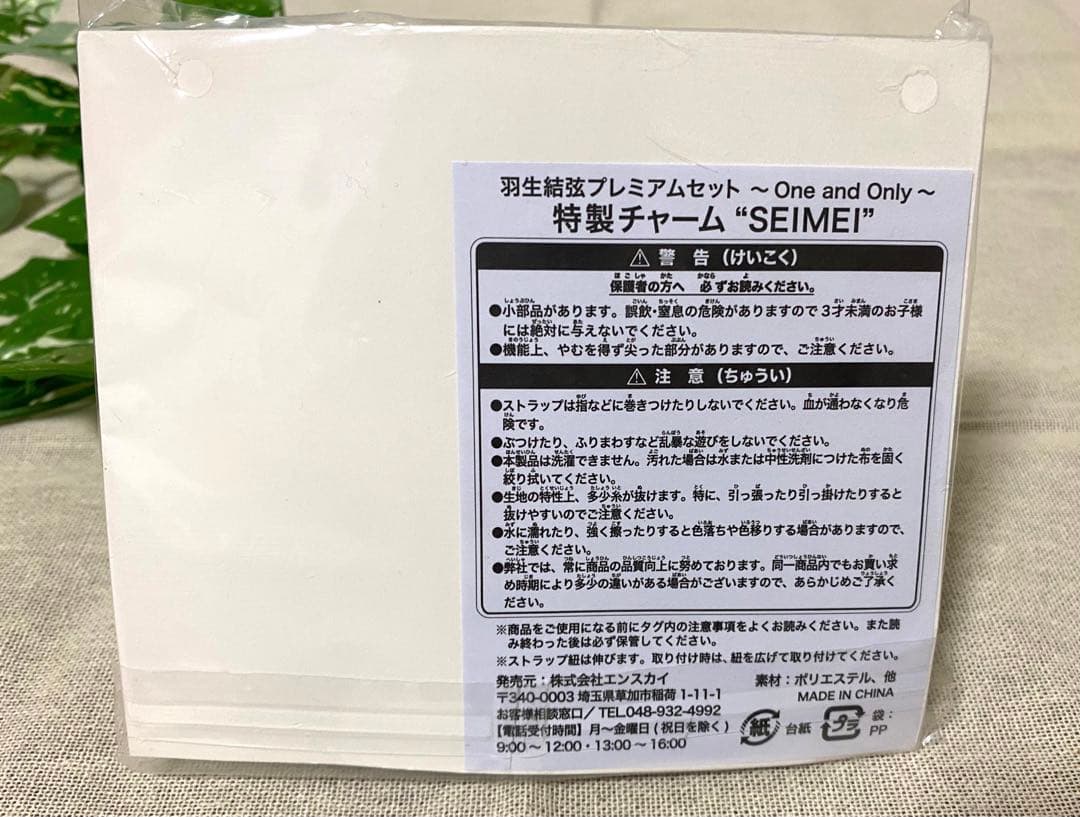 羽生結弦プレミアムセット ～ One and Only ～
特製チャーム “SEIMEI”
⚠ 警 告（けいこく）
保護者の方へ 必ずお読みください。
●小部品があります。誤飲・窒息の危険がありますので3才未満のお子様
には絶対に与えないでください。
●機能上、やむを得ず尖った部分がありますので、ご注意ください。
⚠ 注 意（ちゅうい）
●ストラップは指などに巻きつけたりしないでください。血が通わなくなり危
険です。
●ぶつけたり、ふりまわすなど乱暴な遊びをしないでください。
●本製品は洗濯できません。汚れた場合は水または中性洗剤につけた布を固く
絞り拭いてください。
●生地の特性上、多少糸が抜けます。特に、引っ張ったり引っ掛けたりすると
抜けやすいのでご注意ください。
●水に濡れたり、強く擦ったりすると色落ちや色移りする場合がありますので、
ご注意ください。
●弊社では、常に商品の品質向上に努めております。同一商品内でもお買い求
め時期により多少の違いがある場合がございますので、あらかじめご了承く
ださい。
※商品をご使用になる前にタグ内の注意事項をよくお読みください。また読
み終わった後は必ず保管してください。
※ストラップ紐は伸びます。取り付け時は、紐を広げて取り付けてください。
発売元：株式会社エンスカイ 素材：ポリエステル、他
〒340-0003 埼玉県草加市稲荷 1-11-1 MADE IN CHINA
お客様相談窓口／TEL.048-932-4992
【電話受付時間】月～金曜日(祝日を除く) 紙 台紙 プラ 袋：PP
9:00～12:00・13:00～16:00